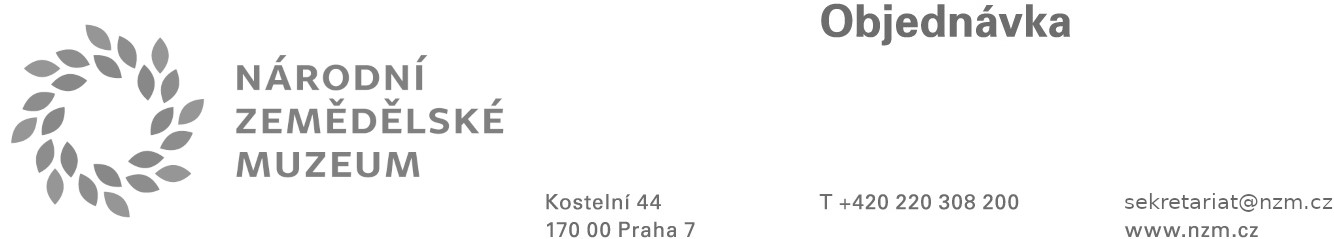 Objednávka
NÁRODNÍ
ZEMĚDĚLSKÉ
MUZEUM
Kostelní 44
170 00 Praha 7
T +420 220 308 200
sekretariat@nzm.cz
www.nzm.cz